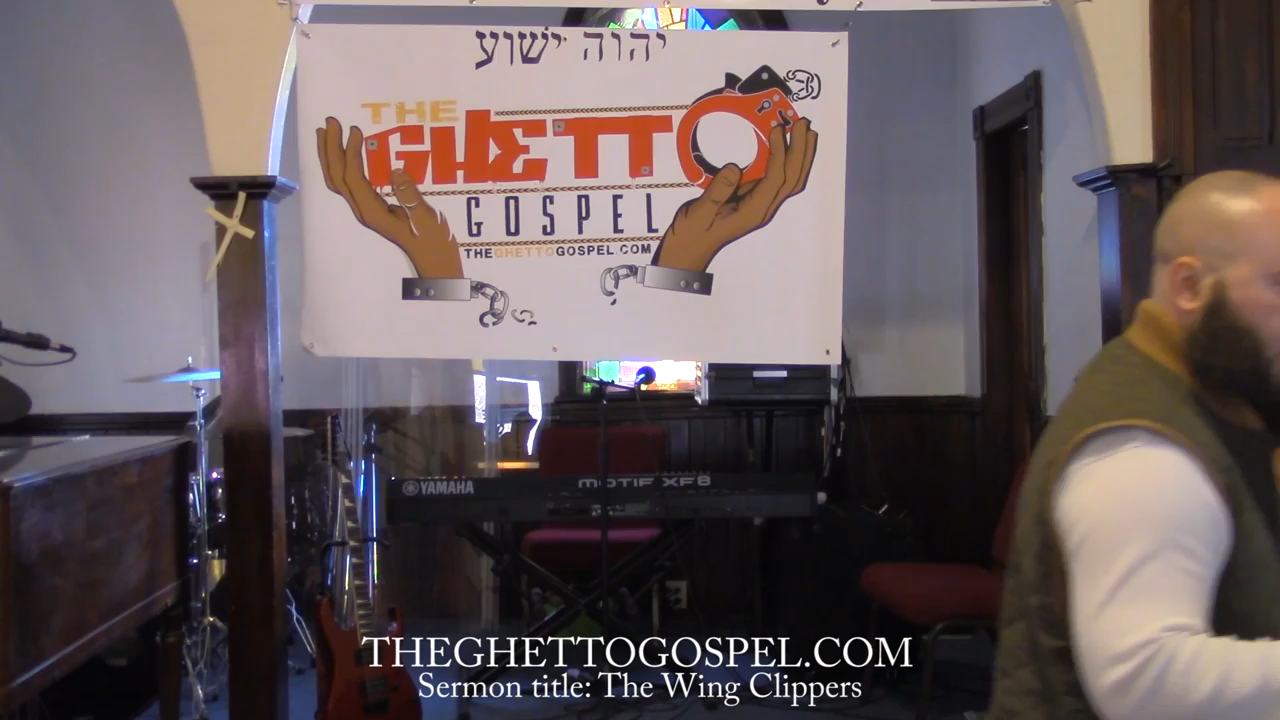 יהוה ישוע
THE
GHETTO
GOSPEL
THEGHETTOGOSPEL.COM
YAMAHA
MOTIF XF8
THEGHETTOGOSPEL.COM
Sermon title: The Wing Clippers